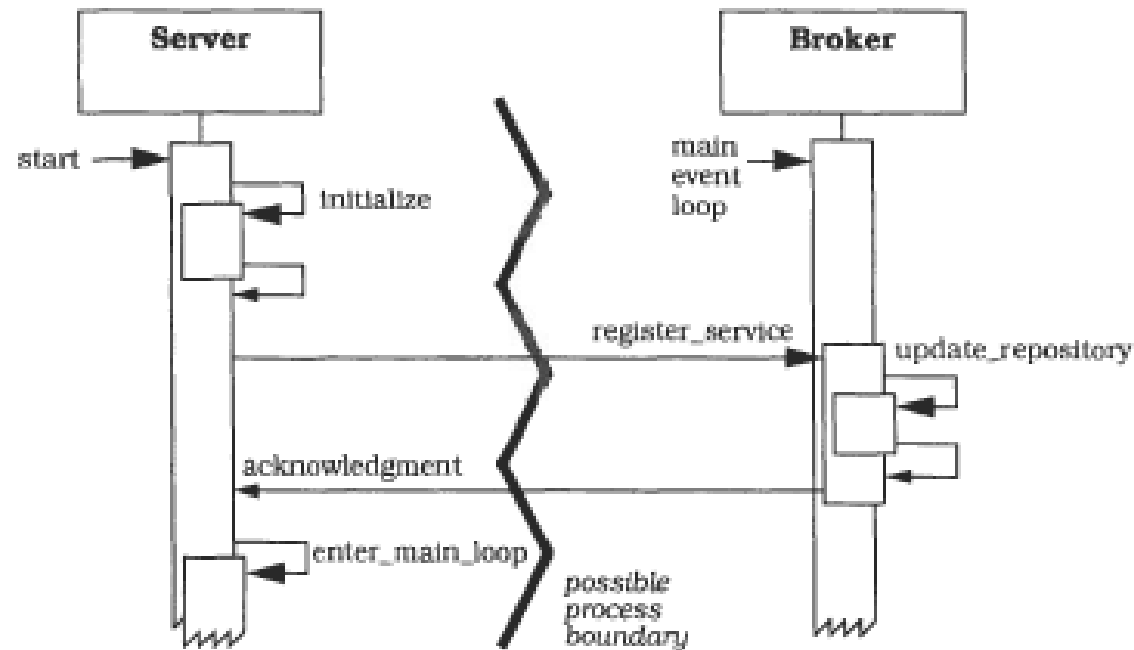 Server
Broker
start
main
event
loop
initialize
register_service
update_repository
acknowledgment
enter_main_loop
possible
process
boundary